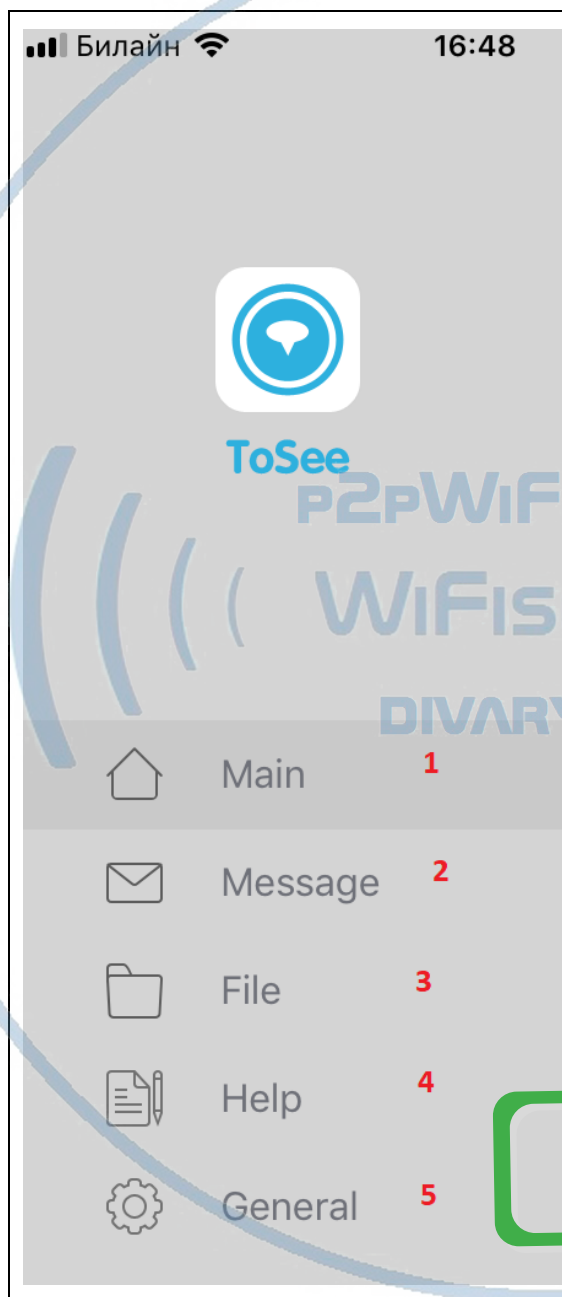 Билайн 16:48
ToSee
P2PWIF
WIFIS
DIVARY
Main 1
Message 2
File 3
Help 4
General 5